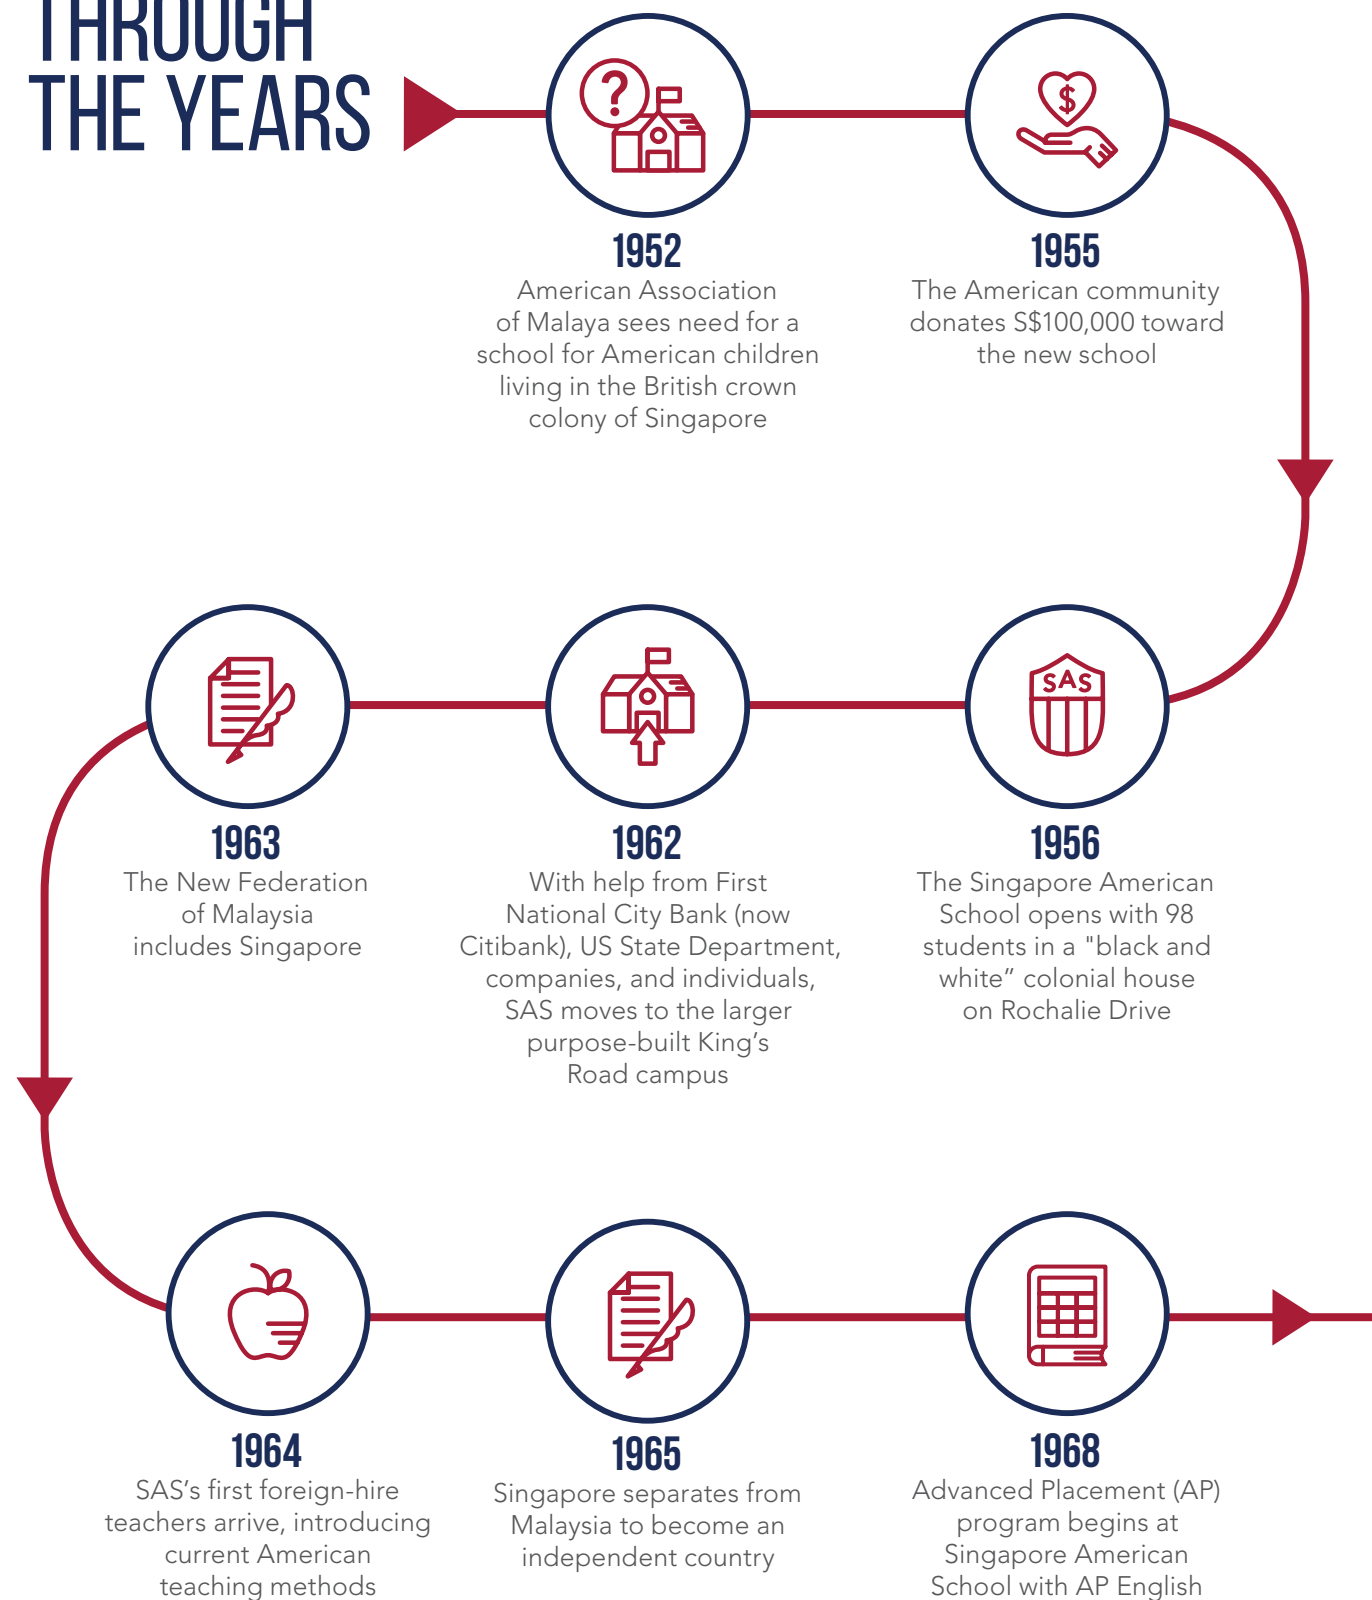 THROUGH
THE YEARS
?
$
1952
American Association
of Malaya sees need for a
school for American children
living in the British crown
colony of Singapore
1955
The American community
donates S$100,000 toward
the new school
SAS
1956
The Singapore American
School opens with 98
students in a "black and
white” colonial house
on Rochalie Drive
1962
With help from First
National City Bank (now
Citibank), US State Department,
companies, and individuals,
SAS moves to the larger
purpose-built King’s
Road campus
1963
The New Federation
of Malaysia
includes Singapore
1964
SAS’s first foreign-hire
teachers arrive, introducing
current American
teaching methods
1965
Singapore separates from
Malaysia to become an
independent country
1968
Advanced Placement (AP)
program begins at
Singapore American
School with AP English